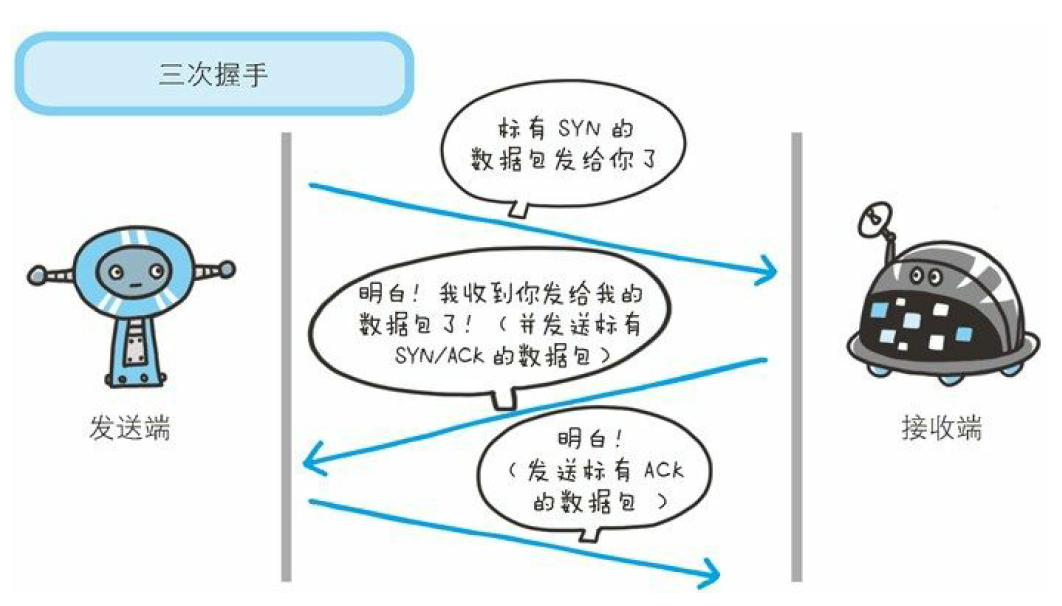 三次握手
标有 SYN 的
数据包发给你了
明白！我收到你发给我的
数据包了！（并发送标有
SYN/ACK 的数据包）
发送端
接收端
明白！
（发送标有 ACK
的数据包 ）